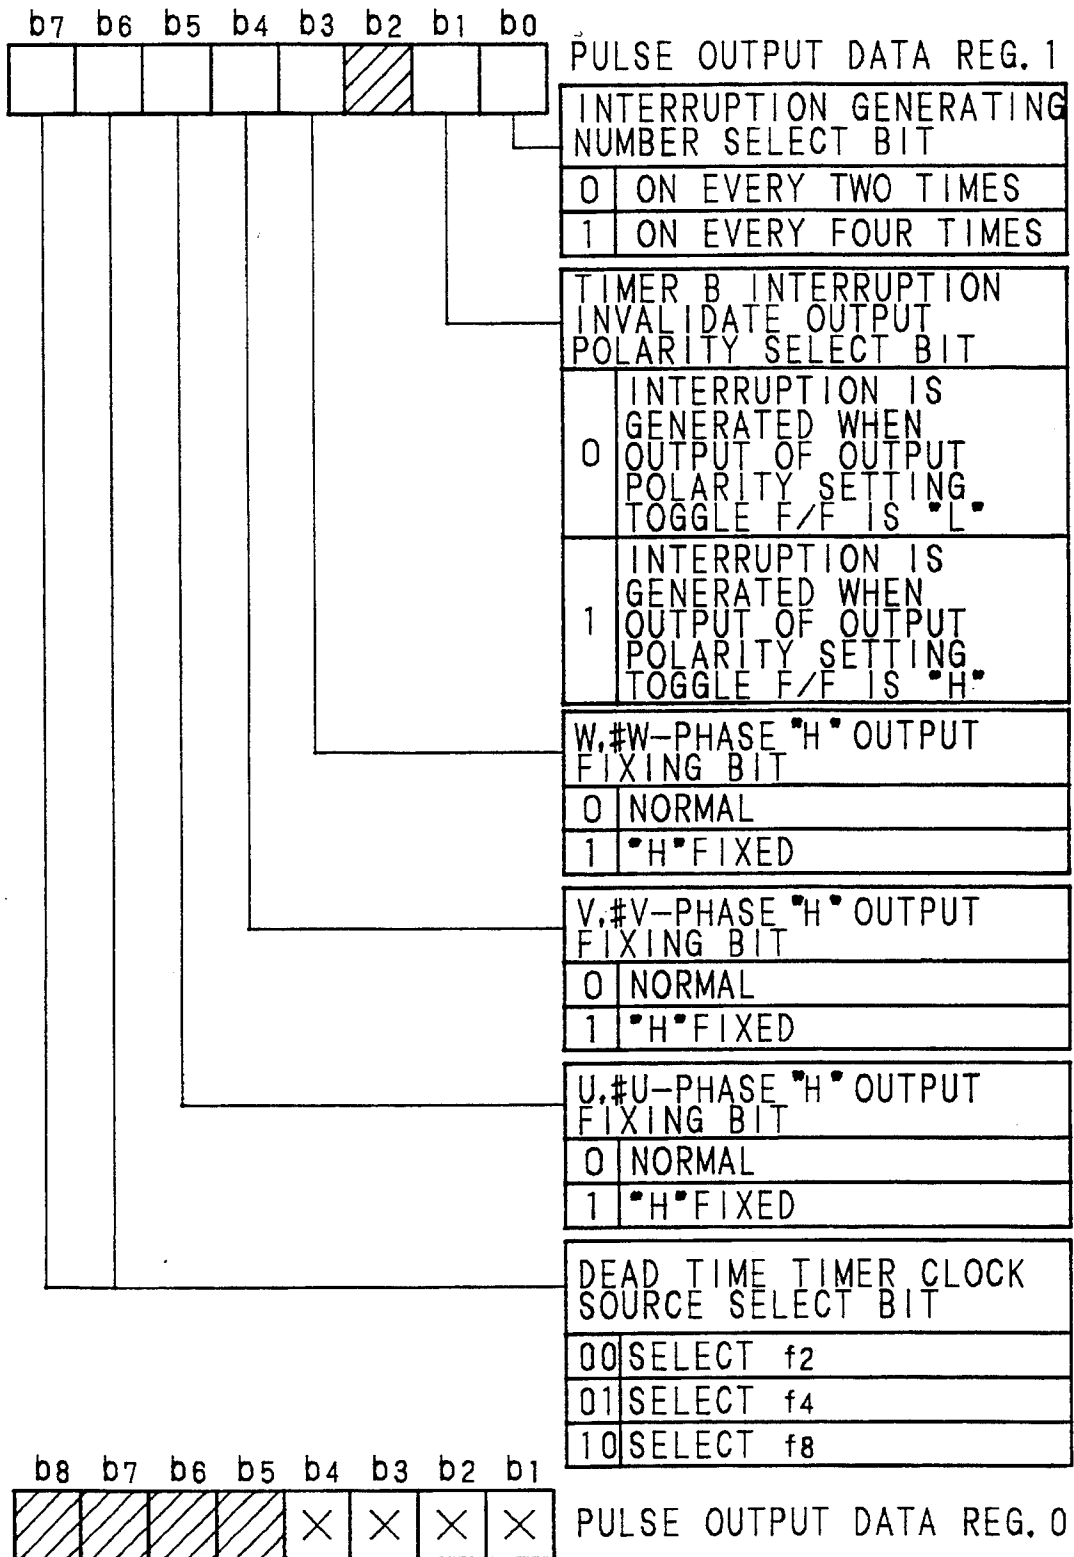 b7 b6 b5 b4 b3 b2 b1 b0
PULSE OUTPUT DATA REG. 1
INTERRUPTION GENERATING
NUMBER SELECT BIT
0 ON EVERY TWO TIMES
1 ON EVERY FOUR TIMES
TIMER B INTERRUPTION
INVALIDATE OUTPUT
POLARITY SELECT BIT
INTERRUPTION IS
GENERATED WHEN
0 OUTPUT OF OUTPUT
POLARITY SETTING
TOGGLE F/F IS "L"
INTERRUPTION IS
GENERATED WHEN
1 OUTPUT OF OUTPUT
POLARITY SETTING
TOGGLE F/F IS "H"
W,#W-PHASE "H" OUTPUT
FIXING BIT
0 NORMAL
1 "H" FIXED
V,#V-PHASE "H" OUTPUT
FIXING BIT
0 NORMAL
1 "H" FIXED
U,#U-PHASE "H" OUTPUT
FIXING BIT
0 NORMAL
1 "H" FIXED
DEAD TIME TIMER CLOCK
SOURCE SELECT BIT
00 SELECT f2
01 SELECT f4
10 SELECT f8
b8 b7 b6 b5 b4 b3 b2 b1
× × × × PULSE OUTPUT DATA REG. 0